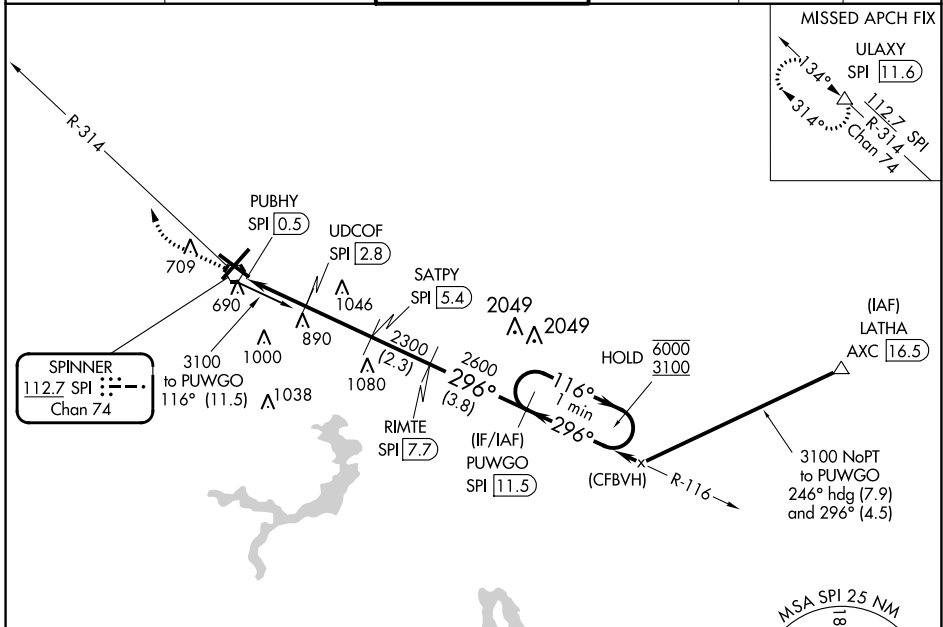 MISSED APCH FIX
ULAXY
SPI 11.6
134°
314°
112.7 SPI
R-314
Chan 74
R-314
PUBHY
SPI 0.5
UDCOF
SPI 2.8
SATPY
SPI 5.4
709
690
1046
890
1000
1080
1038
2049
2049
2300
(2.3)
2600
296°
(3.8)
HOLD 6000
3100
116°
1 min
296°
(IAF)
LATHA
AXC 16.5
SPINNER
112.7 SPI
Chan 74
3100
to PUWGO
116° (11.5)
RIMTE
SPI 7.7
(IF/IAF)
PUWGO
SPI 11.5
(CFBVH)
R-116
3100 NoPT
to PUWGO
246° hdg (7.9)
and 296° (4.5)
MSA SPI 25 NM
18